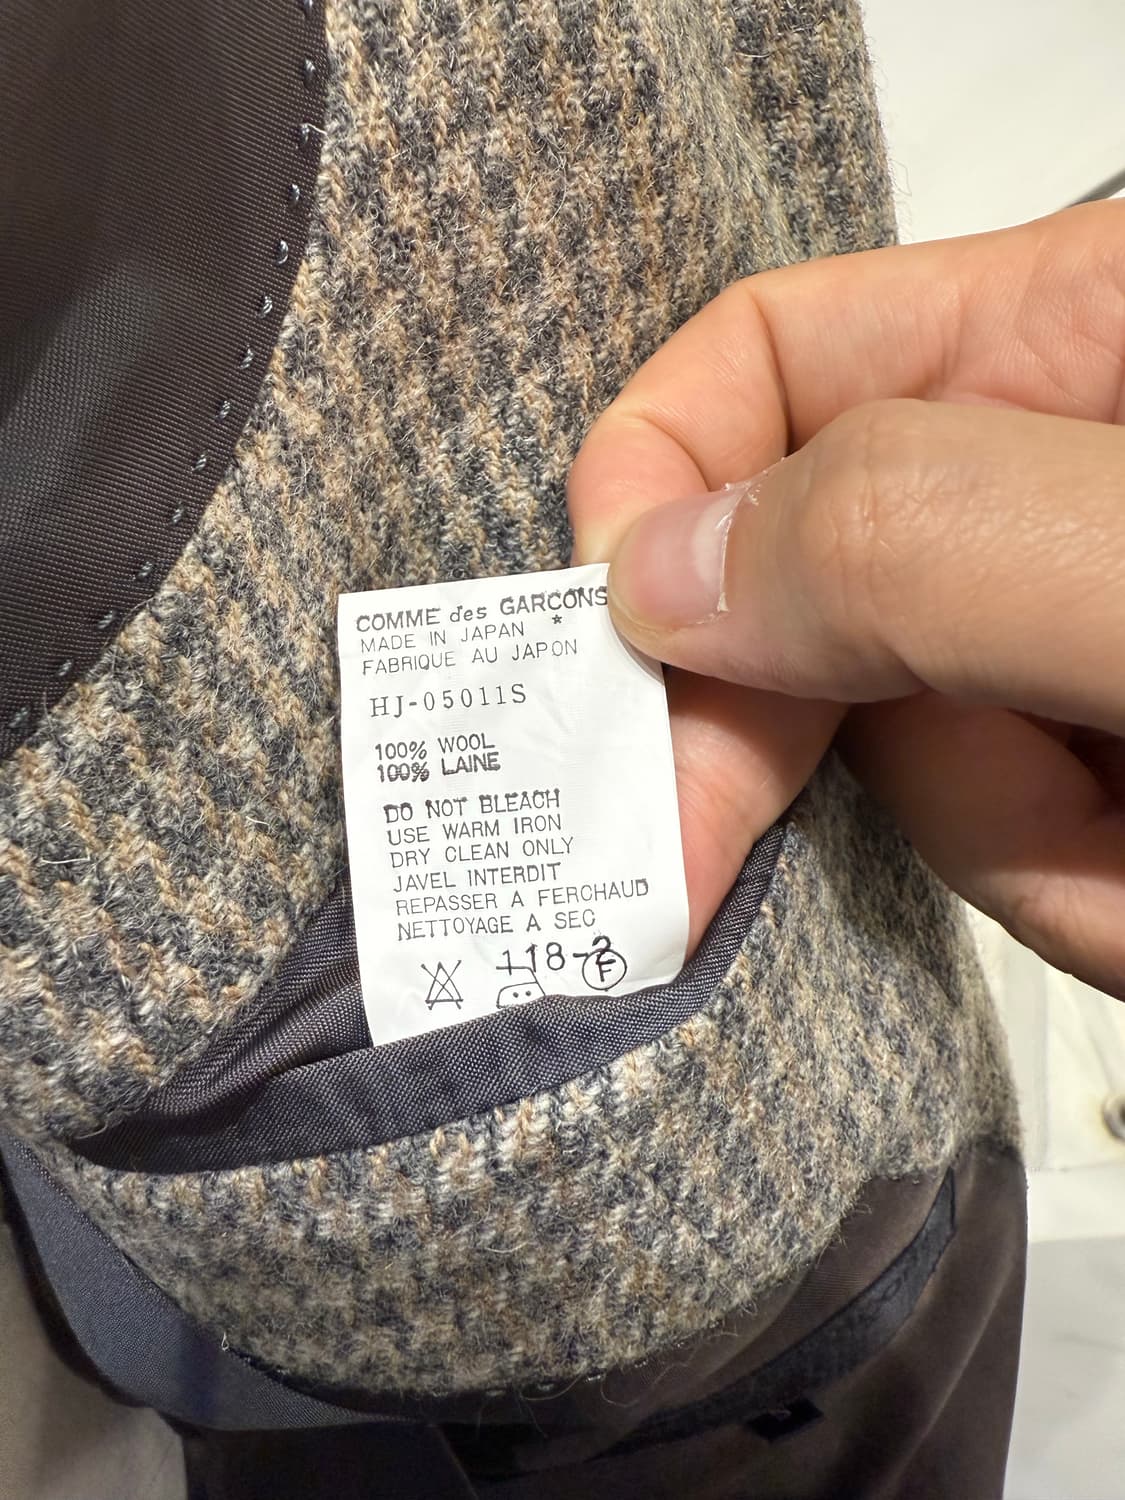 COMME des GARCONS
★
MADE IN JAPAN
FABRIQUE AU JAPON
HJ-05011S
100% WOOL
100% LAINE
DO NOT BLEACH
USE WARM IRON
DRY CLEAN ONLY
JAVEL INTERDIT
REPASSER A FERCHAUD
NETTOYAGE A SEC
118-2
F